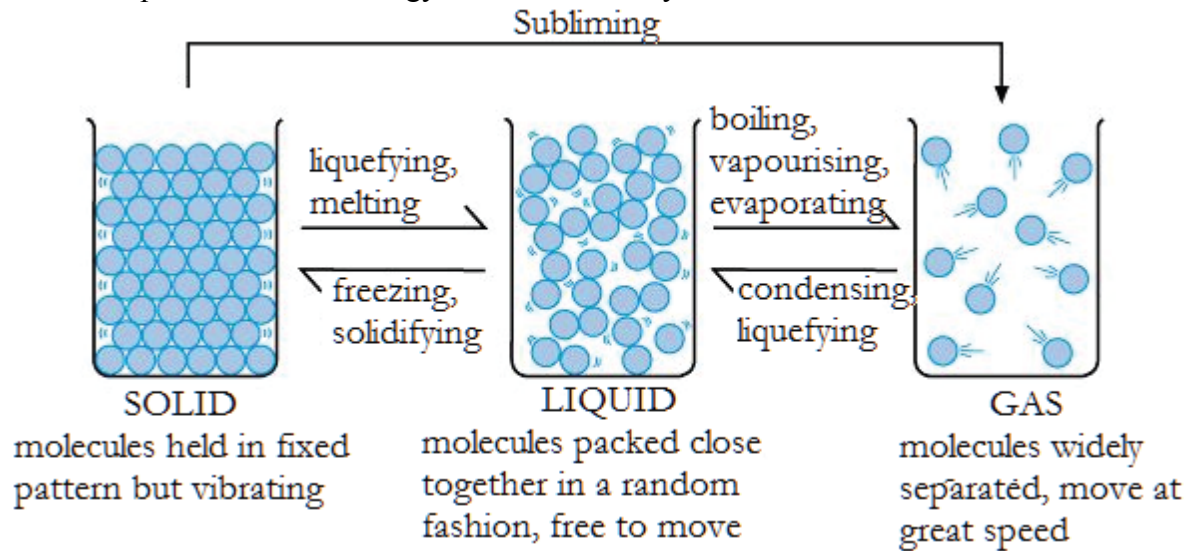 Subliming
liquefying,
melting
freezing,
solidifying
boiling,
vapourising,
evaporating
condensing,
liquefying
SOLID
molecules held in fixed
pattern but vibrating
LIQUID
molecules packed close
together in a random
fashion, free to move
GAS
molecules widely
separated, move at
great speed